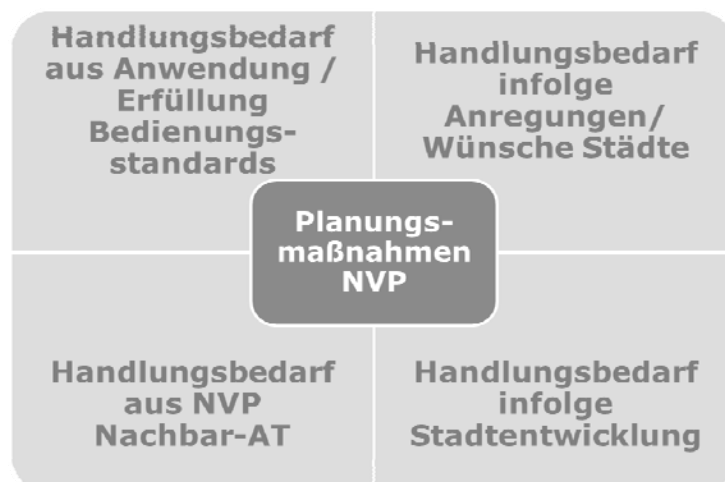 Handlungsbedarf
aus Anwendung /
Erfüllung
Bedienungs-
standards
Handlungsbedarf
infolge
Anregungen/
Wünsche Städte
Planungs-
maßnahmen
NVP
Handlungsbedarf
aus NVP
Nachbar-AT
Handlungsbedarf
infolge
Stadtentwicklung